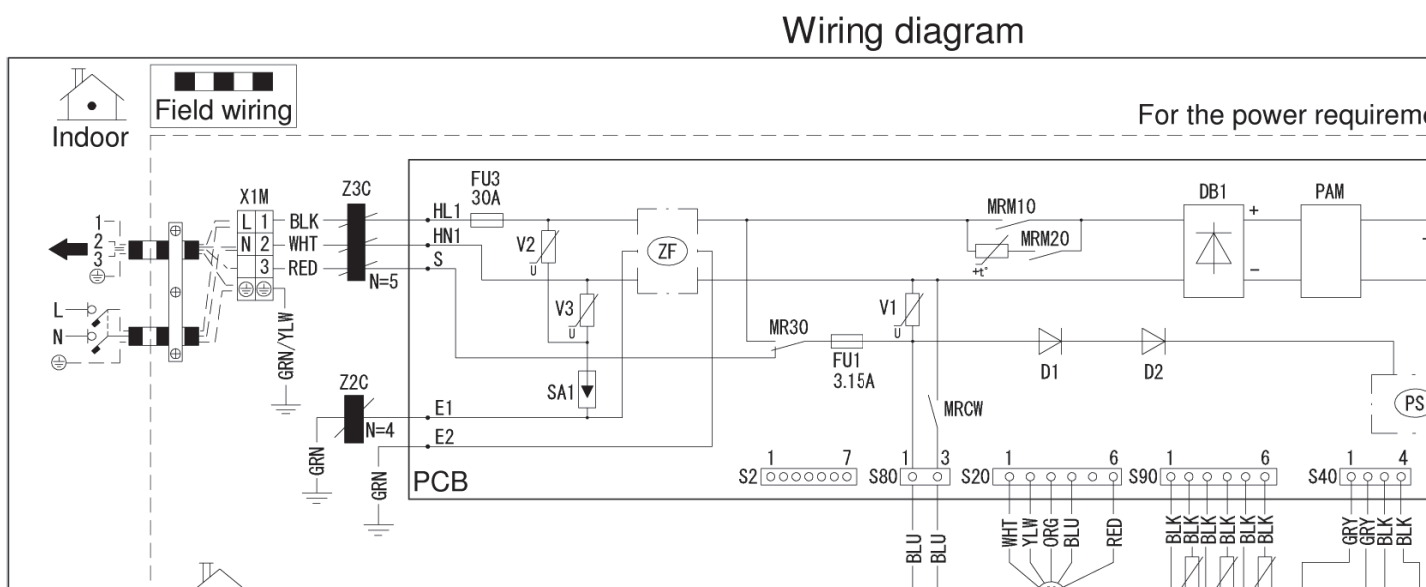 Wiring diagram
Indoor
Field wiring
For the power requirem
X1M
Z3C
FU3
30A
MRM10
DB1
PAM
1
2
3
L 1
N 2
3
BLK
WHT
RED
HL1
HN1
S
N=5
V2
U
ZF
MRM20
+t°
+
-
V3
U
V1
U
L
N
GRN/YLW
MR30
FU1
3.15A
D1
D2
SA1
Z2C
N=4
E1
E2
MRCW
PS
GRN
GRN
PCB
S2 1 7
S80 1 3
S20 1 6
S90 1 6
S40 1 4
BLU
BLU
WHT
YLW
ORG
BLU
RED
BLK
BLK
BLK
BLK
BLK
BLK
GRY
GRY
BLK
BLK